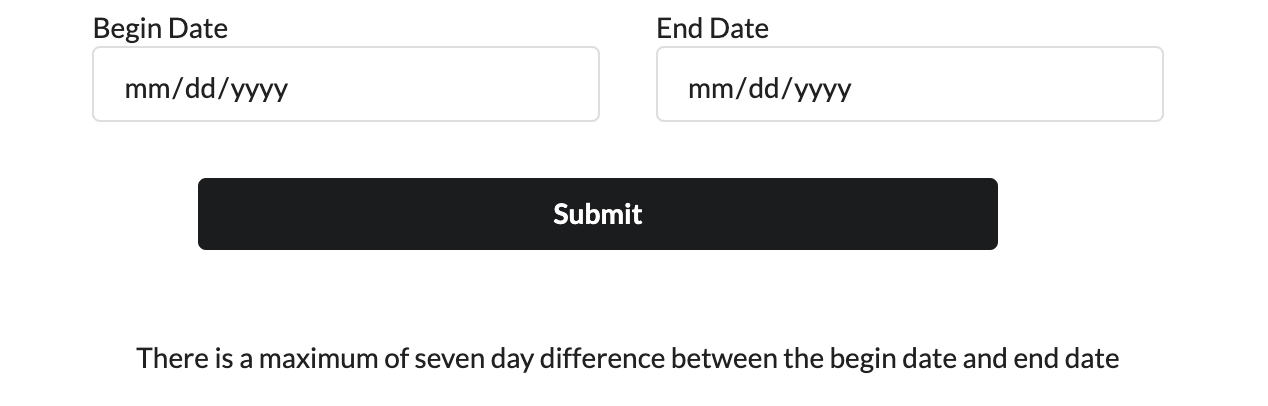 Begin Date End Date
mm/dd/yyyy mm/dd/yyyy
Submit
There is a maximum of seven day difference between the begin date and end date